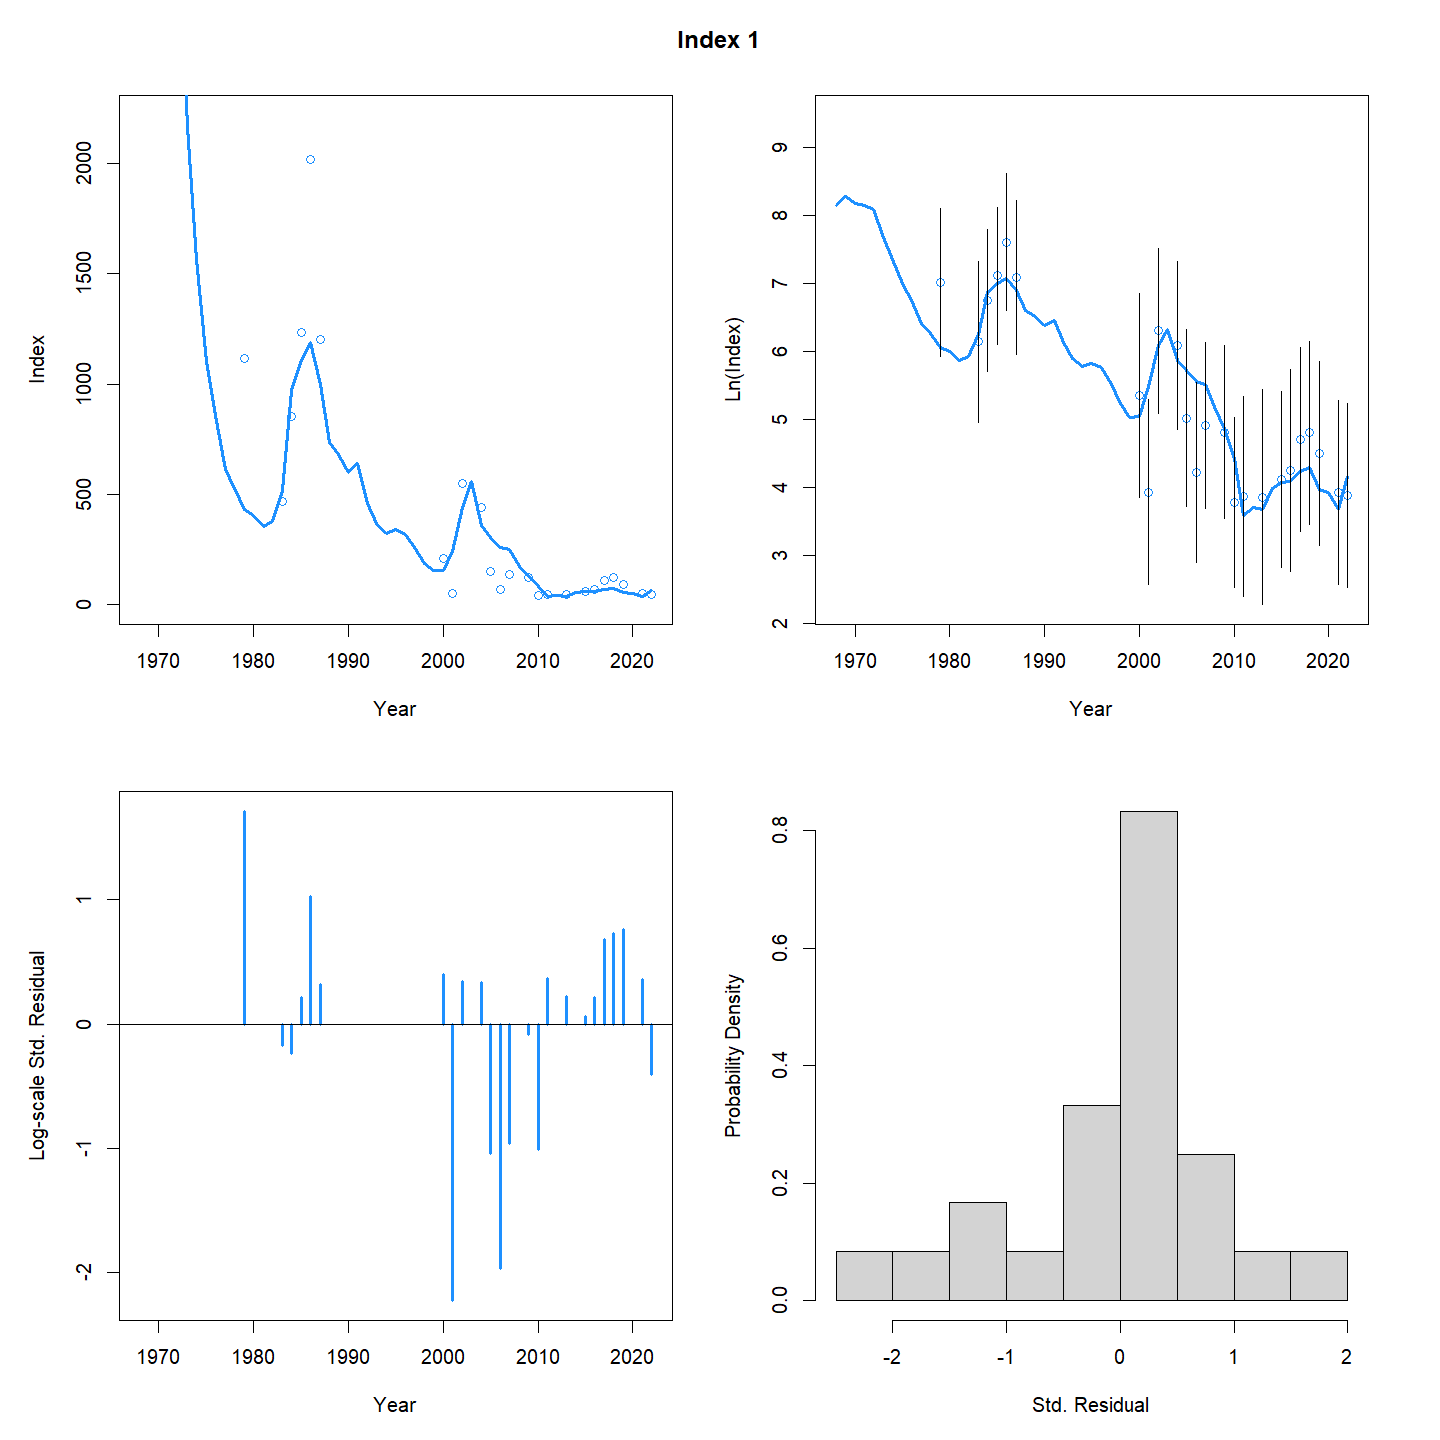 Index 1
Index
2000
1500
1000
500
0
1970 1980 1990 2000 2010 2020
Year
Ln(Index)
9
8
7
6
5
4
3
2
1970 1980 1990 2000 2010 2020
Year
Log-scale Std. Residual
1
0
-1
-2
1970 1980 1990 2000 2010 2020
Year
Probability Density
0.8
0.6
0.4
0.2
0.0
-2 -1 0 1 2
Std. Residual